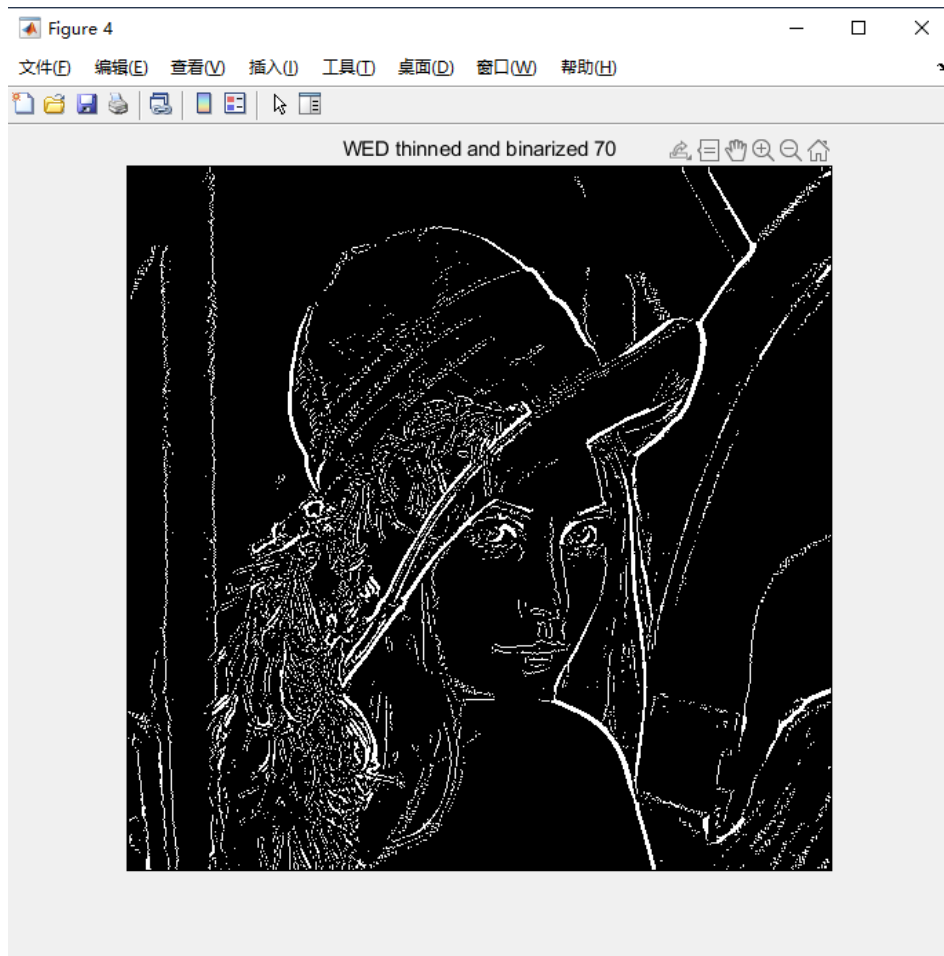 Figure 4
文件(F) 编辑(E) 查看(V) 插入(I) 工具(T) 桌面(D) 窗口(W) 帮助(H)
WED thinned and binarized 70